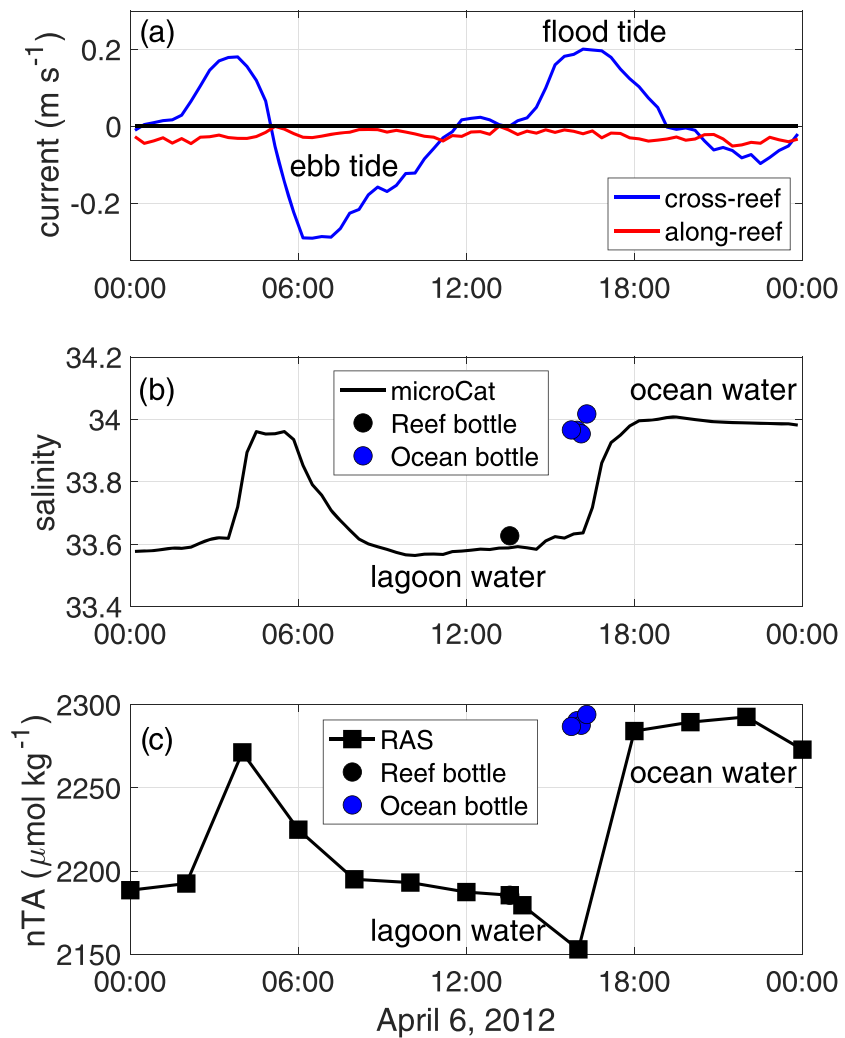 (a)
flood tide
ebb tide
0.2
0
-0.2
current (m s⁻¹)
cross-reef
along-reef
00:00 06:00 12:00 18:00 00:00
(b)
microCat
Reef bottle
Ocean bottle
ocean water
lagoon water
34.2
34
33.8
33.6
33.4
salinity
00:00 06:00 12:00 18:00 00:00
(c)
RAS
Reef bottle
Ocean bottle
ocean water
lagoon water
2300
2250
2200
2150
nTA (μmol kg⁻¹)
00:00 06:00 12:00 18:00 00:00
April 6, 2012